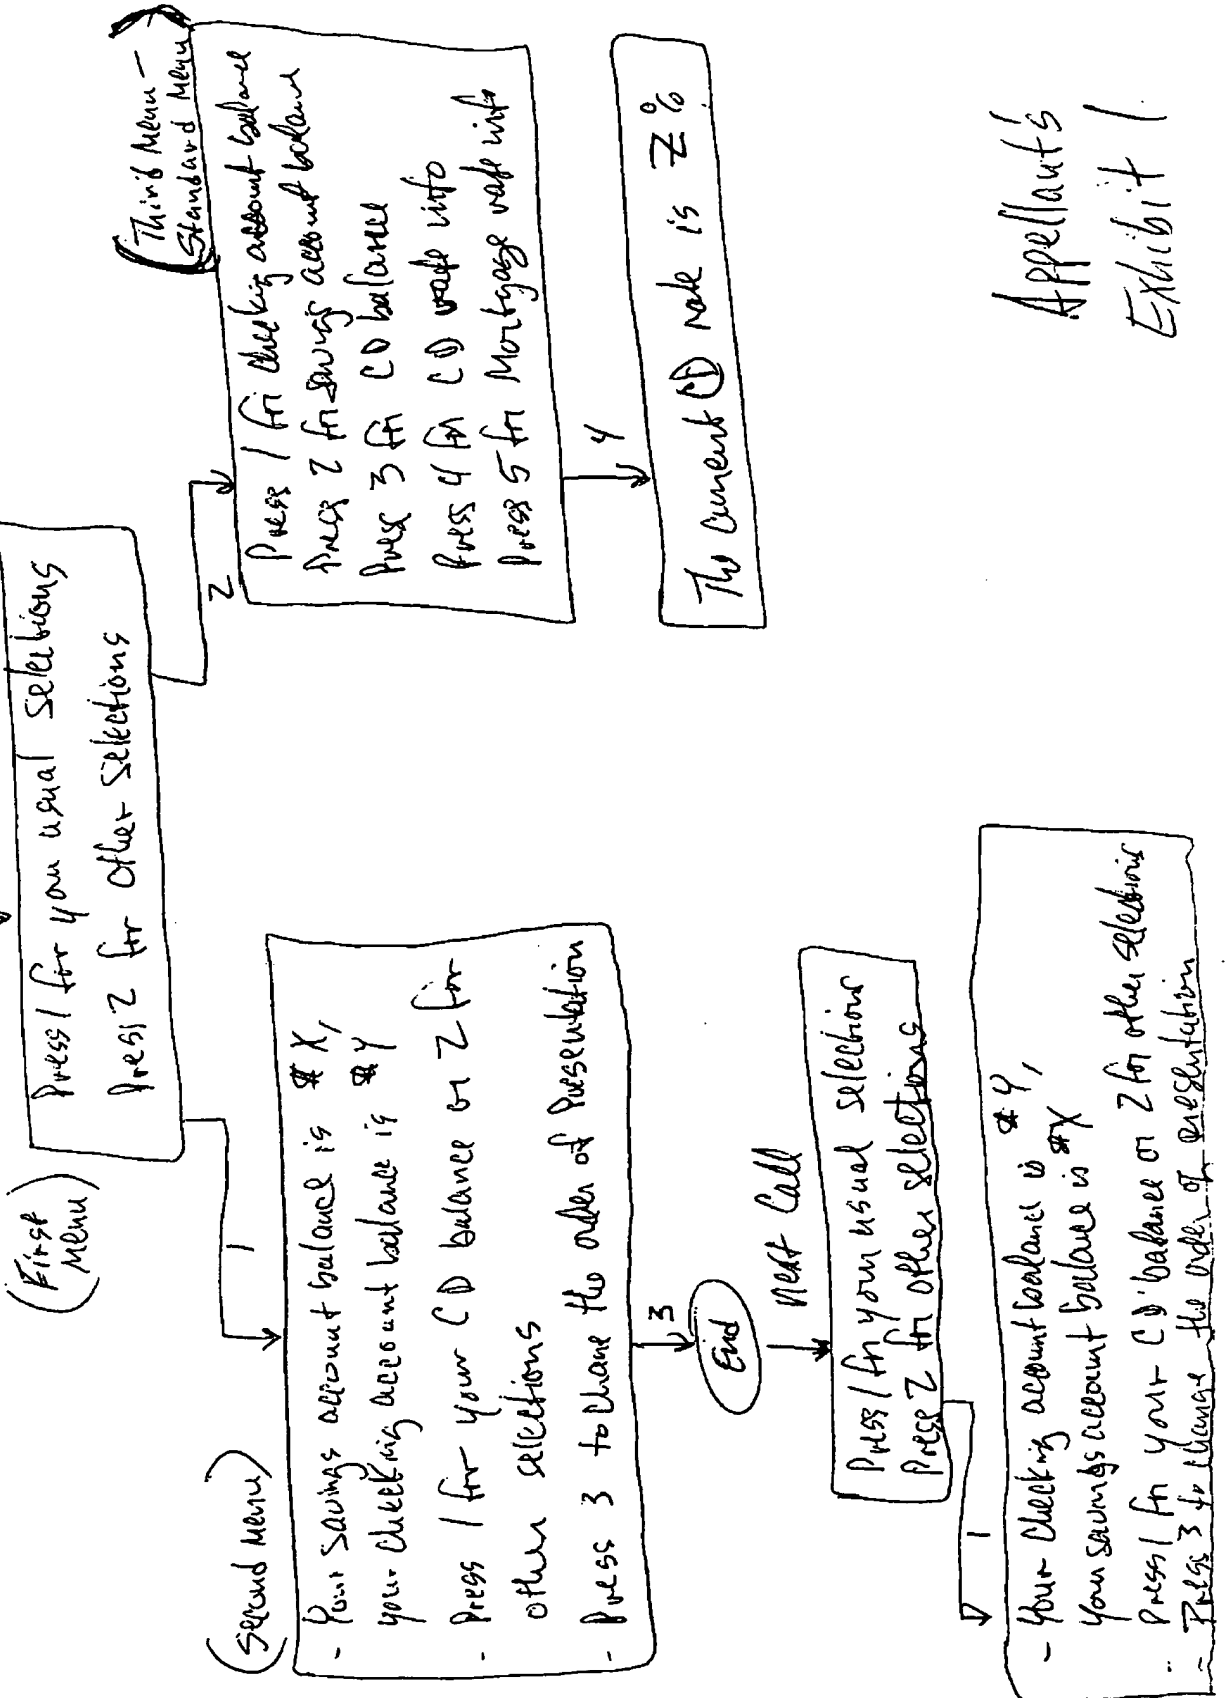 (First
Menu)
Press 1 for you usual selections
Press 2 for other selections
1
2
(Second Menu)
- Your savings account balance is $X,
your checking account balance is $Y
- Press 1 for your CD balance or 2 for
other selections
- Press 3 to chane the order of Presentation
3
End
Next Call
Press 1 for your usual selections
Press 2 for other selections
1
- Your checking account balance is $Y,
your savings account balance is $X
- Press 1 for your CD balance or 2 for other selections
- Press 3 to change the order of presentation
(Third Menu -
Standard Menu)
Press 1 for checking account balance
Press 2 for savings account balance
Press 3 for CD balance
Press 4 for CD rate info
Press 5 for Mortgage rate info
4
The current CD rate is Z%
Appellant's
Exhibit 1